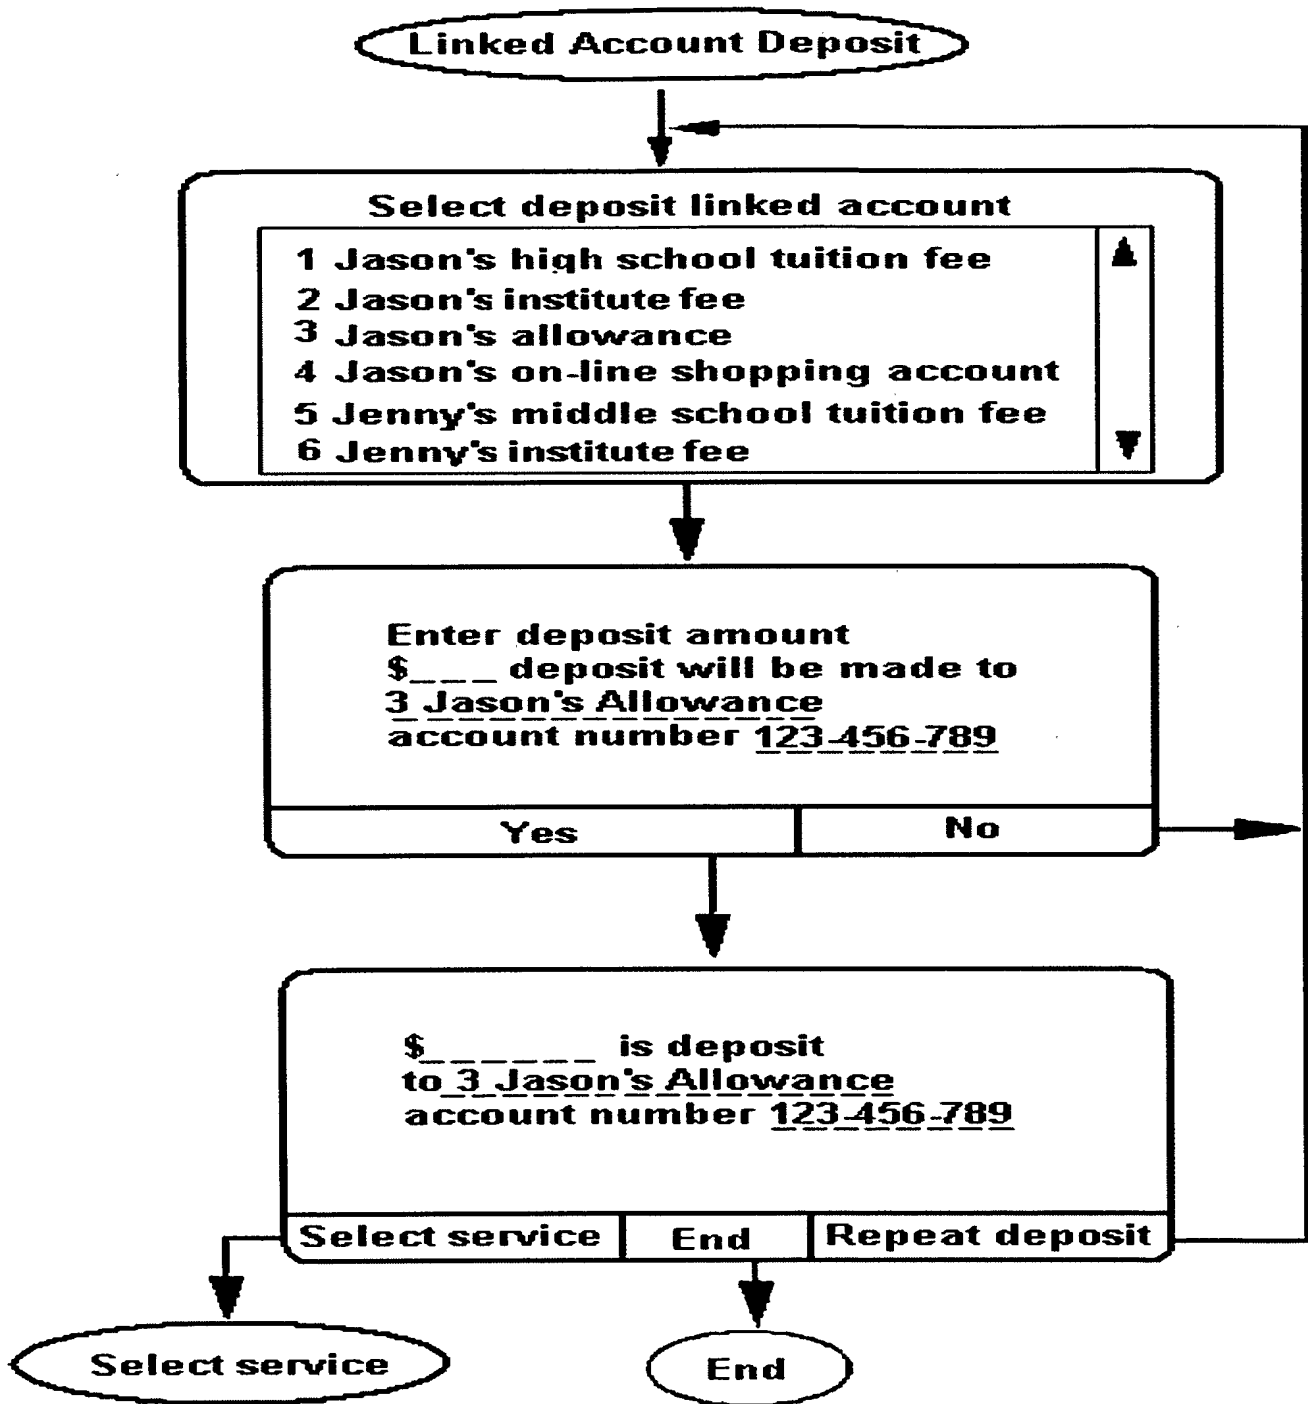 Linked Account Deposit
Select deposit linked account
1 Jason's high school tuition fee
2 Jason's institute fee
3 Jason's allowance
4 Jason's on-line shopping account
5 Jenny's middle school tuition fee
6 Jenny's institute fee
Enter deposit amount
$___ deposit will be made to
3 Jason's Allowance
account number 123-456-789
Yes No
$______ is deposit
to 3 Jason's Allowance
account number 123-456-789
Select service End Repeat deposit
Select service End